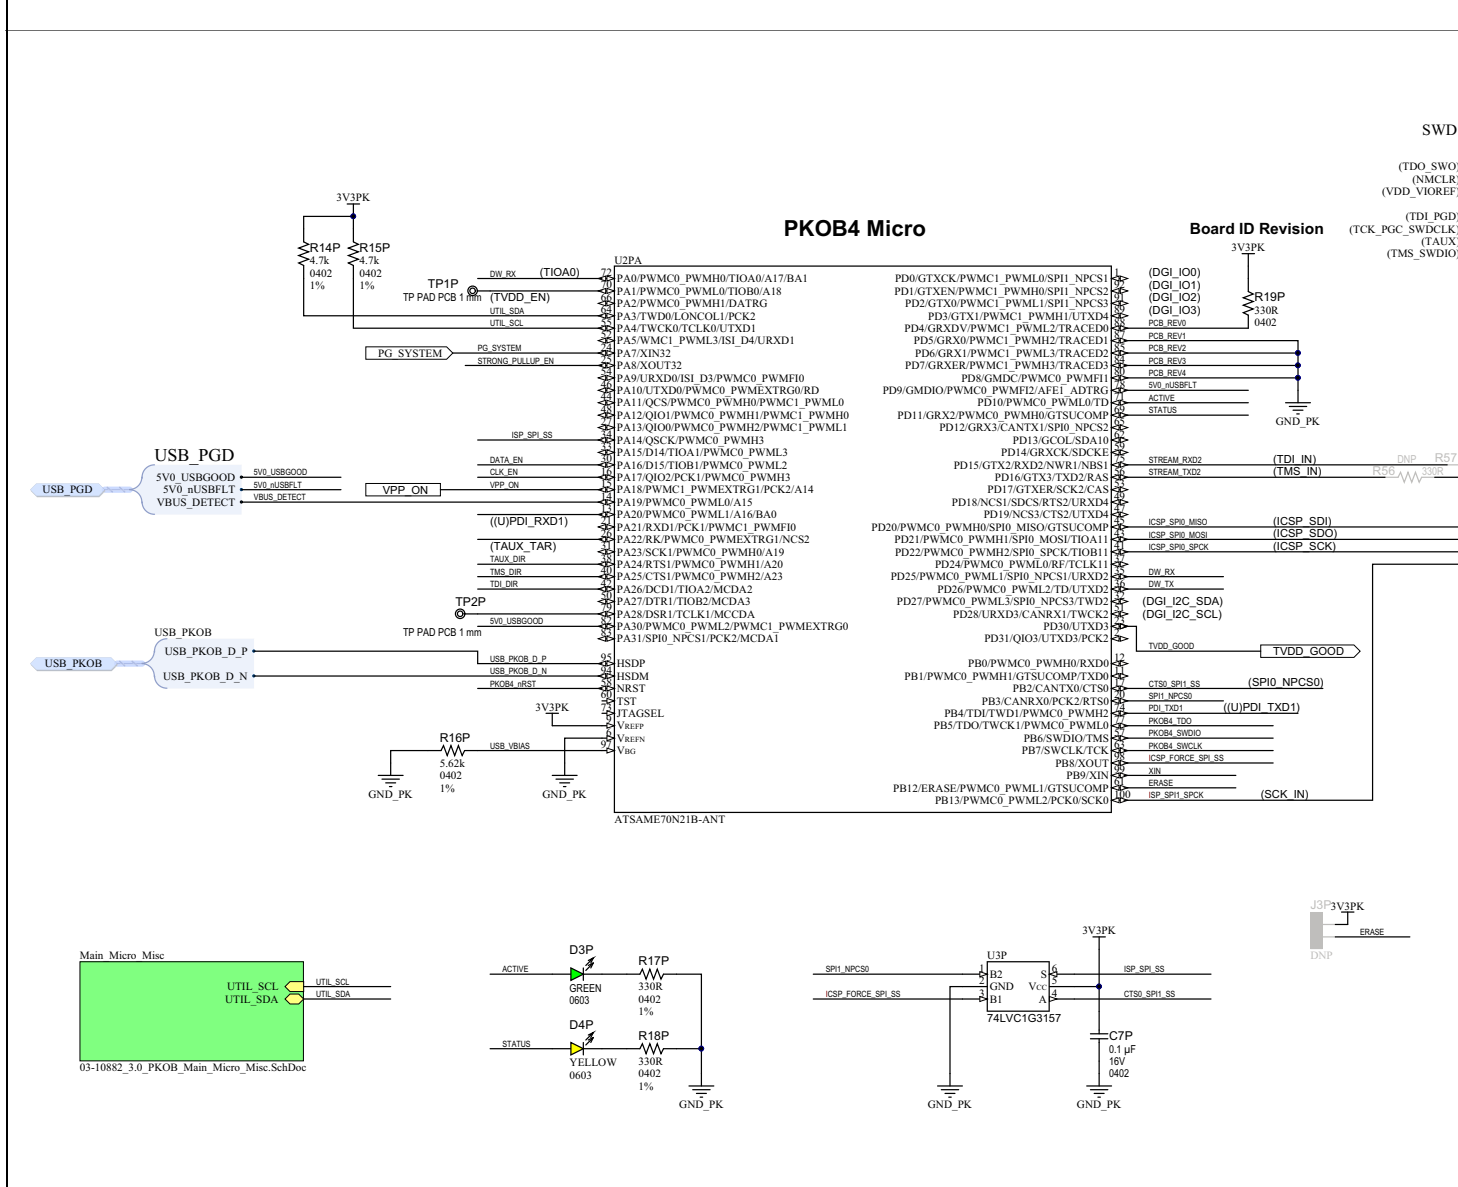 SWD
(TDO_SWO)
(NMCLR)
(VDD_VIOREF)
(TDI_PGD)
(TCK_PGC_SWDCLK)
(TAUX)
(TMS_SWDIO)
PKOB4 Micro
Board ID Revision
3V3PK
R14P
4.7k
0402
1%
R15P
4.7k
0402
1%
3V3PK
R19P
330R
0402
TP1P
TP PAD PCB 1 mm
DW_RX
(TIOA0)
(TVDD_EN)
UTIL_SDA
UTIL_SCL
PG_SYSTEM
PG_SYSTEM
STRONG_PULLUP_EN
ISP_SPI_SS
DATA_EN
CLK_EN
VPP_ON
VPP_ON
((U)PDI_RXD1)
(TAUX_TAR)
TAUX_DIR
TMS_DIR
TDI_DIR
TP2P
TP PAD PCB 1 mm
5V0_USBGOOD
USB_PGD
USB_PGD
5V0_USBGOOD
5V0_nUSBFLT
VBUS_DETECT
5V0_USBGOOD
5V0_nUSBFLT
VBUS_DETECT
USB_PKOB
USB_PKOB
USB_PKOB_D_P
USB_PKOB_D_N
USB_PKOB_D_P
USB_PKOB_D_N
PKOB4_nRST
3V3PK
R16P
5.62k
0402
1%
USB_VBIAS
GND_PK
GND_PK
U2PA
PA0/PWMC0_PWMH0/TIOA0/A17/BA1
PA1/PWMC0_PWML0/TIOB0/A18
PA2/PWMC0_PWMH1/DATRG
PA3/TWD0/LONCOL1/PCK2
PA4/TWCK0/TCLK0/UTXD1
PA5/WMC1_PWML3/ISI_D4/URXD1
PA7/XIN32
PA8/XOUT32
PA9/URXD0/ISI_D3/PWMC0_PWMFI0
PA10/UTXD0/PWMC0_PWMEXTRG0/RD
PA11/QCS/PWMC0_PWMH0/PWMC1_PWML0
PA12/QIO1/PWMC0_PWMH1/PWMC1_PWMH0
PA13/QIO0/PWMC0_PWMH2/PWMC1_PWML1
PA14/QSCK/PWMC0_PWMH3
PA15/D14/TIOA1/PWMC0_PWML3
PA16/D15/TIOB1/PWMC0_PWML2
PA17/QIO2/PCK1/PWMC0_PWMH3
PA18/PWMC1_PWMEXTRG1/PCK2/A14
PA19/PWMC0_PWML0/A15
PA20/PWMC0_PWML1/A16/BA0
PA21/RXD1/PCK1/PWMC1_PWMFI0
PA22/RK/PWMC0_PWMEXTRG1/NCS2
PA23/SCK1/PWMC0_PWMH0/A19
PA24/RTS1/PWMC0_PWMH1/A20
PA25/CTS1/PWMC0_PWMH2/A23
PA26/DCD1/TIOA2/MCDA2
PA27/DTR1/TIOB2/MCDA3
PA28/DSR1/TCLK1/MCCDA
PA30/PWMC0_PWML2/PWMC1_PWMEXTRG0
PA31/SPI0_NPCS1/PCK2/MCDA1
HSDP
HSDM
NRST
TST
JTAGSEL
VREFP
VREFN
VBG
PD0/GTXCK/PWMC1_PWML0/SPI1_NPCS1
PD1/GTXEN/PWMC1_PWMH0/SPI1_NPCS2
PD2/GTX0/PWMC1_PWML1/SPI1_NPCS3
PD3/GTX1/PWMC1_PWMH1/UTXD4
PD4/GRXDV/PWMC1_PWML2/TRACED0
PD5/GRX0/PWMC1_PWMH2/TRACED1
PD6/GRX1/PWMC1_PWML3/TRACED2
PD7/GRXER/PWMC1_PWMH3/TRACED3
PD8/GMDC/PWMC0_PWMFI1
PD9/GMDIO/PWMC0_PWMFI2/AFE1_ADTRG
PD10/PWMC0_PWML0/TD
PD11/GRX2/PWMC0_PWMH0/GTSUCOMP
PD12/GRX3/CANTX1/SPI0_NPCS2
PD13/GCOL/SDA10
PD14/GRXCK/SDCKE
PD15/GTX2/RXD2/NWR1/NBS1
PD16/GTX3/TXD2/RAS
PD17/GTXER/SCK2/CAS
PD18/NCS1/SDCS/RTS2/URXD4
PD19/NCS3/CTS2/UTXD4
PD20/PWMC0_PWMH0/SPI0_MISO/GTSUCOMP
PD21/PWMC0_PWMH1/SPI0_MOSI/TIOA11
PD22/PWMC0_PWMH2/SPI0_SPCK/TIOB11
PD24/PWMC0_PWML0/RF/TCLK11
PD25/PWMC0_PWML1/SPI0_NPCS1/URXD2
PD26/PWMC0_PWML2/TD/UTXD2
PD27/PWMC0_PWML3/SPI0_NPCS3/TWD2
PD28/URXD3/CANRX1/TWCK2
PD30/UTXD3
PD31/QIO3/UTXD3/PCK2
PB0/PWMC0_PWMH0/RXD0
PB1/PWMC0_PWMH1/GTSUCOMP/TXD0
PB2/CANTX0/CTS0
PB3/CANRX0/PCK2/RTS0
PB4/TDI/TWD1/PWMC0_PWMH2
PB5/TDO/TWCK1/PWMC0_PWML0
PB6/SWDIO/TMS
PB7/SWCLK/TCK
PB8/XOUT
PB9/XIN
PB12/ERASE/PWMC0_PWML1/GTSUCOMP
PB13/PWMC0_PWML2/PCK0/SCK0
ATSAME70N21B-ANT
(DGI_IO0)
(DGI_IO1)
(DGI_IO2)
(DGI_IO3)
PCB_REV0
PCB_REV1
PCB_REV2
PCB_REV3
PCB_REV4
5V0_nUSBFLT
ACTIVE
STATUS
GND_PK
STREAM_RXD2
(TDI_IN)
DNP
R57
STREAM_TXD2
(TMS_IN)
R56
330R
ICSP_SPI0_MISO
(ICSP_SDI)
ICSP_SPI0_MOSI
(ICSP_SDO)
ICSP_SPI0_SPCK
(ICSP_SCK)
DW_RX
DW_TX
(DGI_I2C_SDA)
(DGI_I2C_SCL)
TVDD_GOOD
TVDD_GOOD
CTS0_SPI1_SS
(SPI0_NPCS0)
SPI1_NPCS0
PDI_TXD1
((U)PDI_TXD1)
PKOB4_TDO
PKOB4_SWDIO
PKOB4_SWCLK
ICSP_FORCE_SPI_SS
XIN
ERASE
ISP_SPI1_SPCK
(SCK_IN)
Main_Micro_Misc
UTIL_SCL
UTIL_SDA
UTIL_SCL
UTIL_SDA
03-10882_3.0_PKOB_Main_Micro_Misc.SchDoc
ACTIVE
D3P
GREEN
0603
R17P
330R
0402
1%
STATUS
D4P
YELLOW
0603
R18P
330R
0402
1%
GND_PK
SPI1_NPCS0
ICSP_FORCE_SPI_SS
U3P
1 B2
2 GND
3 B1
S 6
VCC 5
A 4
74LVC1G3157
ISP_SPI_SS
CTS0_SPI1_SS
3V3PK
C7P
0.1 µF
16V
0402
GND_PK
GND_PK
J3P
3V3PK
ERASE
DNP